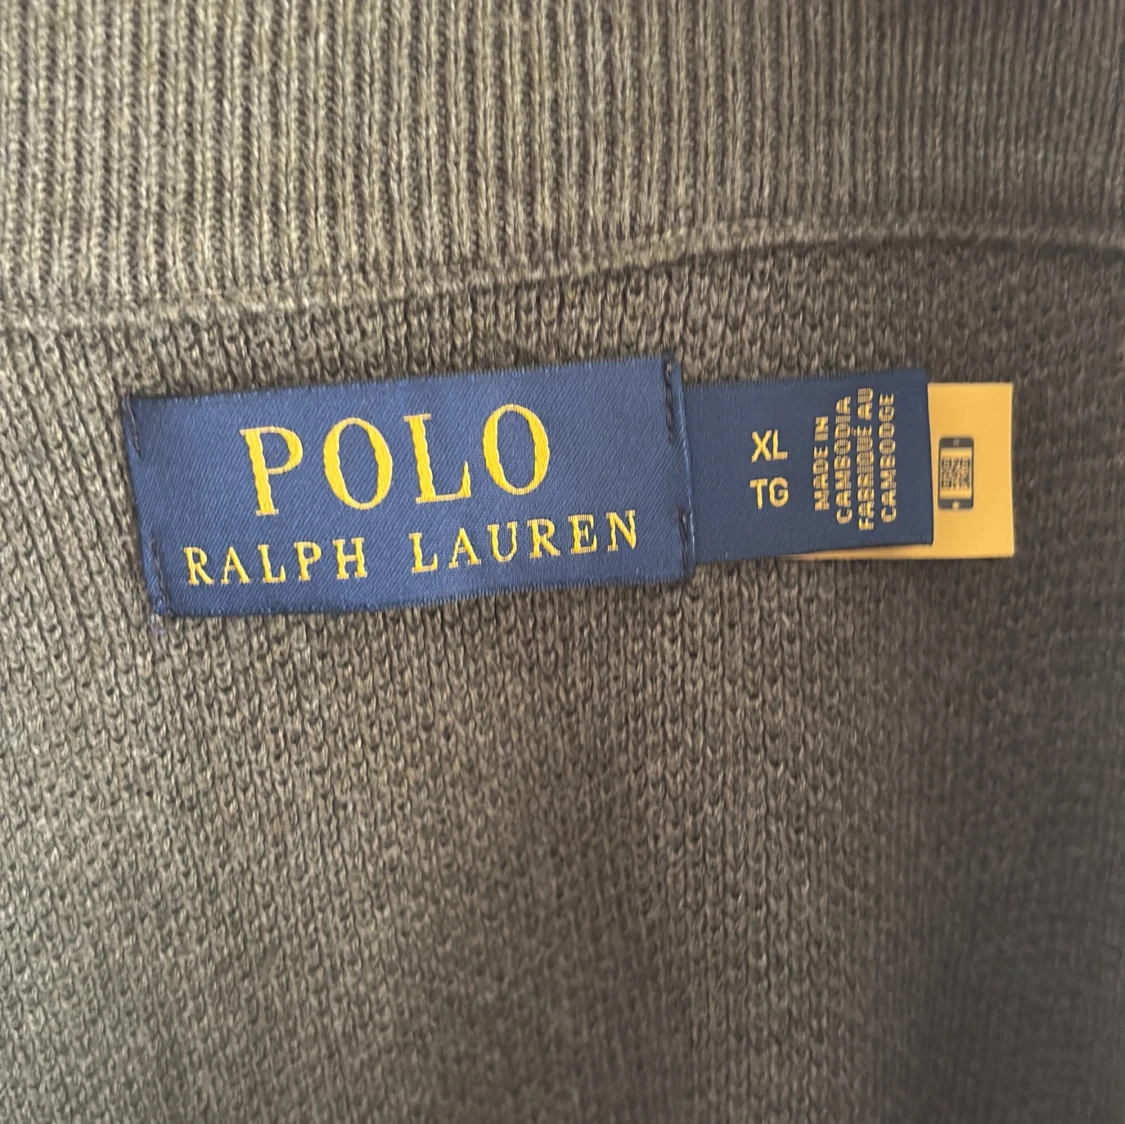 POLO
RALPH LAUREN
XL
TG
MADE IN
CAMBODIA
FABRIQUÉ AU
CAMBODGE